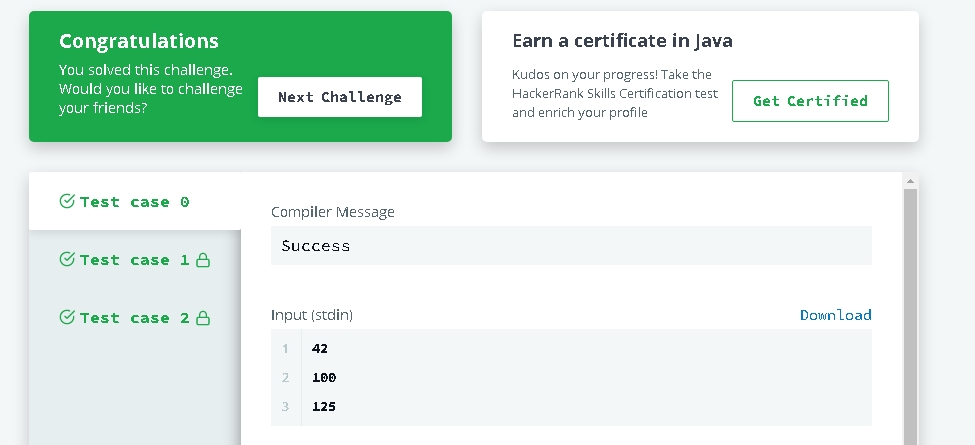 Congratulations
You solved this challenge.
Would you like to challenge
your friends?
Next Challenge
Earn a certificate in Java
Kudos on your progress! Take the
HackerRank Skills Certification test
and enrich your profile
Get Certified
Test case 0
Test case 1
Test case 2
Compiler Message
Success
Input (stdin)
Download
1 42
2 100
3 125